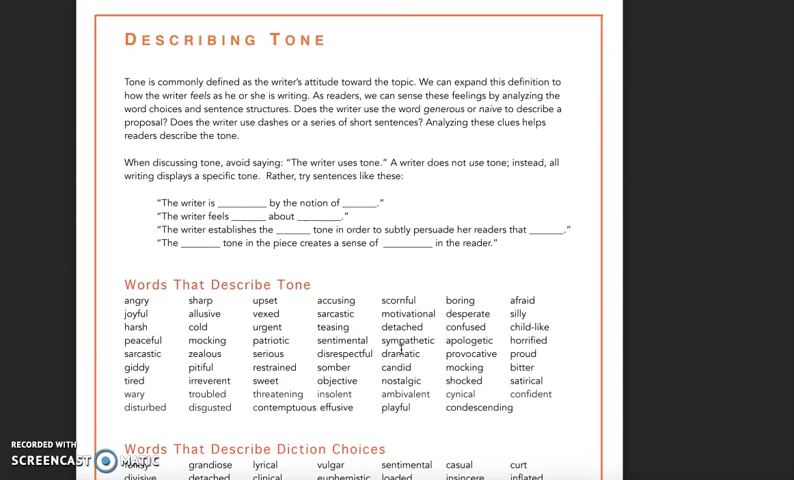 DESCRIBING TONE
Tone is commonly defined as the writer's attitude toward the topic. We can expand this definition to
how the writer feels as he or she is writing. As readers, we can sense these feelings by analyzing the
word choices and sentence structures. Does the writer use the word generous or naive to describe a
proposal? Does the writer use dashes or a series of short sentences? Analyzing these clues helps
readers describe the tone.
When discussing tone, avoid saying: "The writer uses tone." A writer does not use tone; instead, all
writing displays a specific tone. Rather, try sentences like these:
"The writer is _________ by the notion of ______."
"The writer feels ______ about ________."
"The writer establishes the ______ tone in order to subtly persuade her readers that ______."
"The _______ tone in the piece creates a sense of _________ in the reader."
Words That Describe Tone
angry sharp upset accusing scornful boring afraid
joyful allusive vexed sarcastic motivational desperate silly
harsh cold urgent teasing detached confused child-like
peaceful mocking patriotic sentimental sympathetic apologetic horrified
sarcastic zealous serious disrespectful dramatic provocative proud
giddy pitiful restrained somber candid mocking bitter
tired irreverent sweet objective nostalgic shocked satirical
wary troubled threatening insolent ambivalent cynical confident
disturbed disgusted contemptuous effusive playful condescending
Words That Describe Diction Choices
grandiose lyrical vulgar sentimental casual curt
divisive detached clinical euphemistic loaded insincere inflated
RECORDED WITH
SCREENCAST MATIC